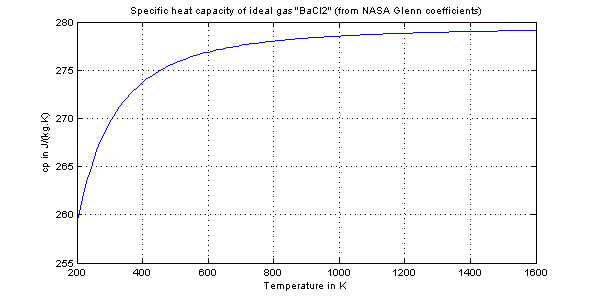 Specific heat capacity of ideal gas "BaCl2" (from NASA Glenn coefficients)
280
275
270
265
260
255
cp in J/(kg.K)
200 400 600 800 1000 1200 1400 1600
Temperature in K